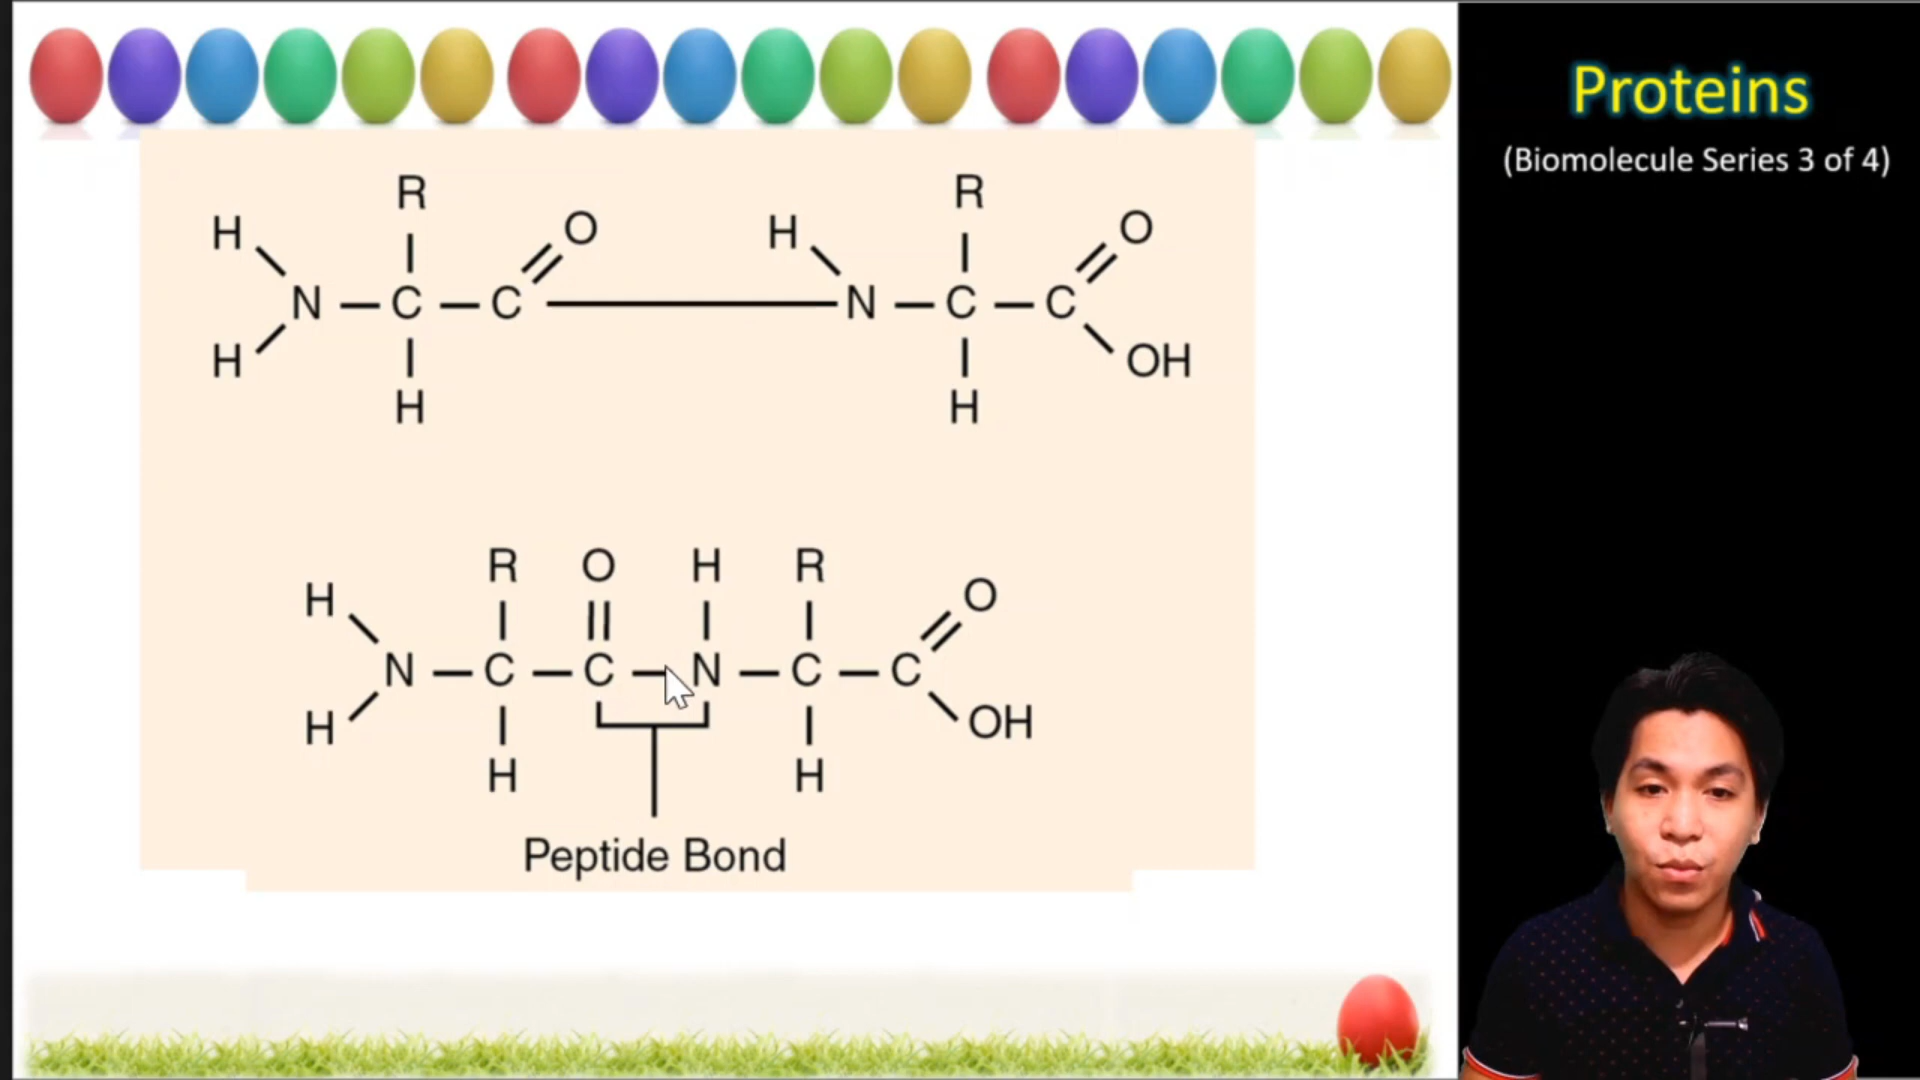 Proteins
(Biomolecule Series 3 of 4)
R R
H O H O
N C C N C C
H OH
H H
R O H R
H O
N C C N C C
H OH
H H
Peptide Bond